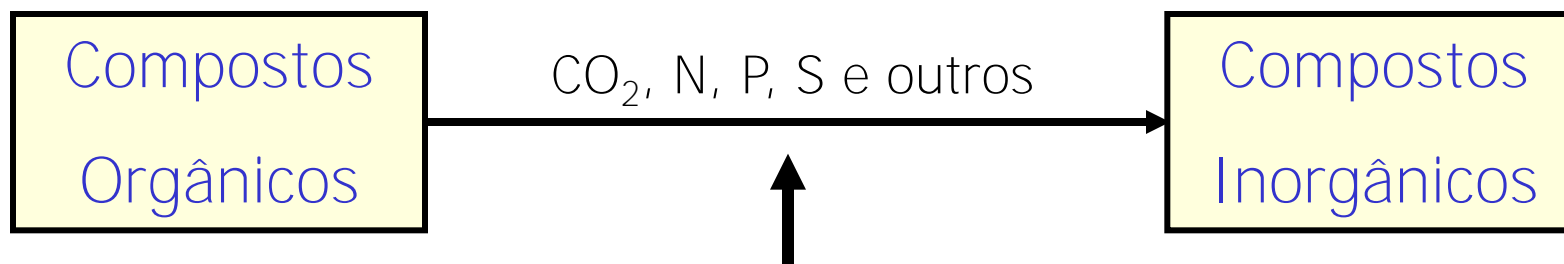 Compostos
Orgânicos
CO₂, N, P, S e outros
Compostos
Inorgânicos